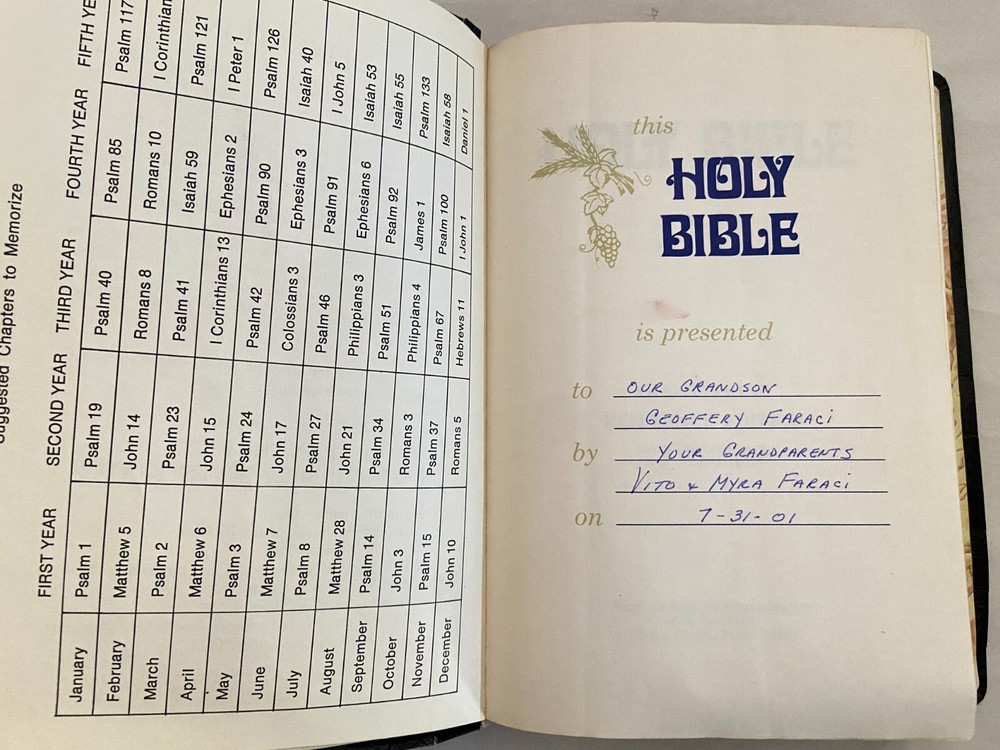 Suggested Chapters to Memorize
FIRST YEAR SECOND YEAR THIRD YEAR FOURTH YEAR FIFTH YE
January Psalm 1 Psalm 19 Psalm 40 Psalm 85 Psalm 117
February Matthew 5 John 14 Romans 8 Romans 10 I Corinthian
March Psalm 2 Psalm 23 Psalm 41 Isaiah 59 Psalm 121
April Matthew 6 John 15 I Corinthians 13 Ephesians 2 I Peter 1
May Psalm 3 Psalm 24 Psalm 42 Psalm 90 Psalm 126
June Matthew 7 John 17 Colossians 3 Ephesians 3 Isaiah 40
July Psalm 8 Psalm 27 Psalm 46 Psalm 91 I John 5
August Matthew 28 John 21 Philippians 3 Ephesians 6 Isaiah 53
September Psalm 14 Psalm 34 Psalm 51 Psalm 92 Isaiah 55
October John 3 Romans 3 Philippians 4 James 1 Psalm 133
November Psalm 15 Psalm 37 Psalm 67 Psalm 100 Isaiah 58
December John 10 Romans 5 Hebrews 11 I John 1 Daniel 1
this
HOLY
BIBLE
is presented
to OUR GRANDSON
GEOFFERY FARACI
by YOUR GRANDPARENTS
VITO & MYRA FARACI
on 7-31-01